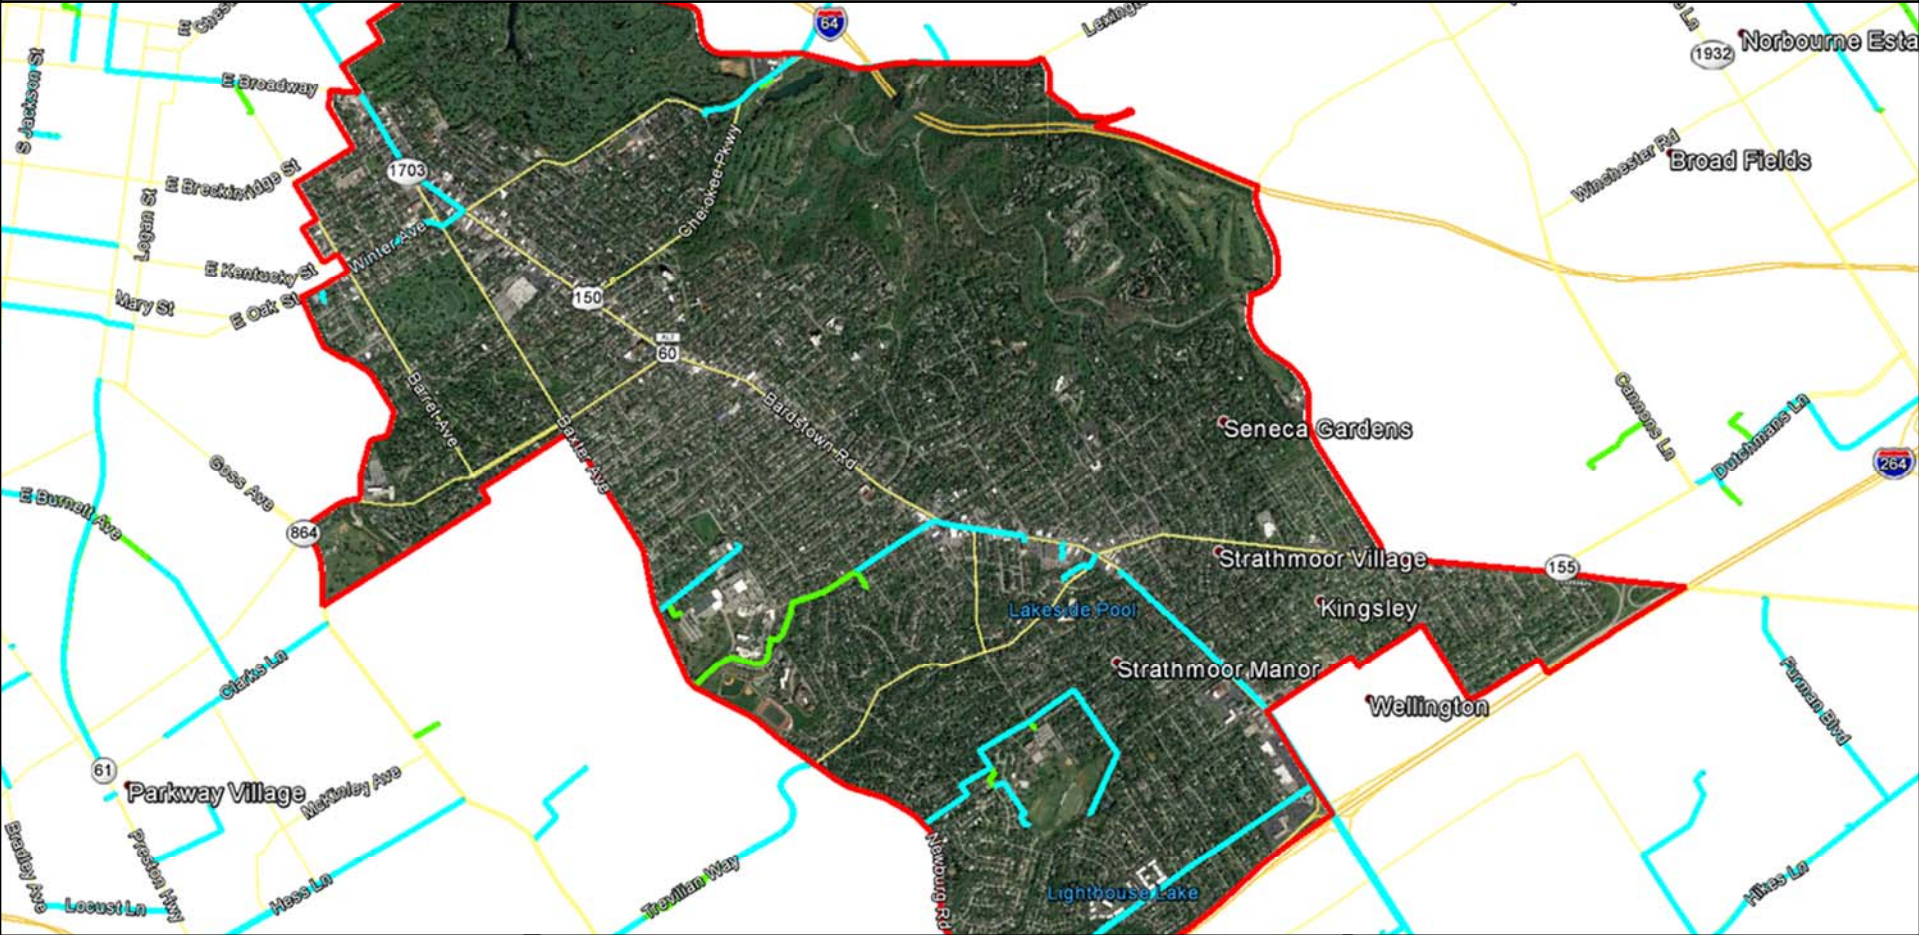 64
1932
Norbourne Esta
S Jackson St
E Broadway
1703
Winchester Rd
Broad Fields
E Breckinridge St
Cherokee Pkwy
Logan St
Winter Ave
E Kentucky St
Mary St
E Oak St
150
ALT
60
Barret Ave
Bardstown Rd
Cannons Ln
Seneca Gardens
Baxter Ave
Dutchmans Ln
264
Goss Ave
E Burnett Ave
864
Strathmoor Village
155
Lakeside Pool
Kingsley
Clarks Ln
Strathmoor Manor
Wellington
Furman Blvd
61
Parkway Village
McKinley Ave
Bradley Ave
Preston Hwy
Newburg Rd
Hess Ln
Trevilian Way
Lighthouse Lake
Hikes Ln
Locust Ln